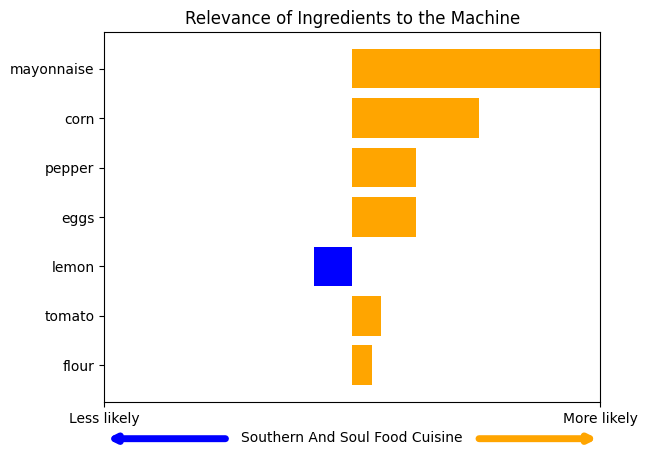 Relevance of Ingredients to the Machine
mayonnaise
corn
pepper
eggs
lemon
tomato
flour
Less likely
More likely
Southern And Soul Food Cuisine